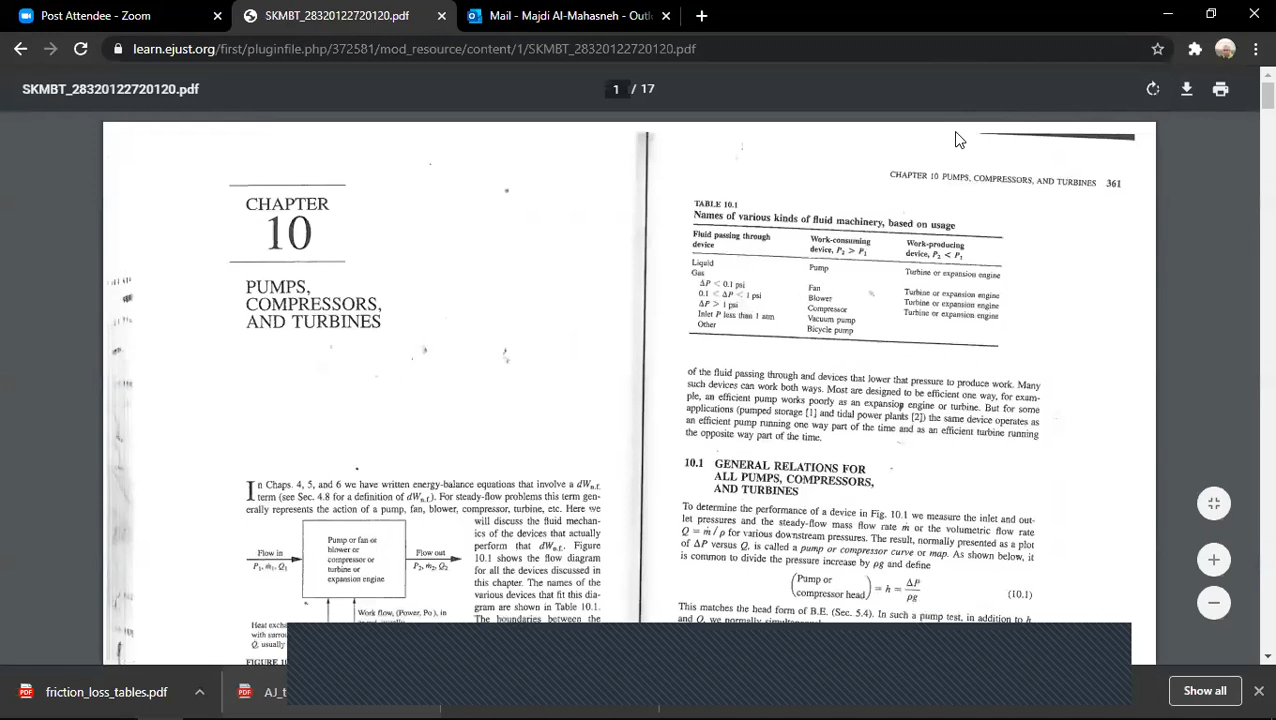 Post Attendee - Zoom
SKMBT_28320122720120.pdf
Mail - Majdi Al-Mahasneh - Outlo
learn.ejust.org/first/pluginfile.php/372581/mod_resource/content/1/SKMBT_28320122720120.pdf
SKMBT_28320122720120.pdf
1 / 17
CHAPTER
10
PUMPS,
COMPRESSORS,
AND TURBINES
In Chaps. 4, 5, and 6 we have written energy-balance equations that involve a dWn.f.
term (see Sec. 4.8 for a definition of dWn.f.). For steady-flow problems this term gen-
erally represents the action of a pump, fan, blower, compressor, turbine, etc. Here we
will discuss the fluid mechan-
ics of the devices that actually
perform that dWn.f. Figure
10.1 shows the flow diagram
for all the devices discussed in
this chapter. The names of the
various devices that fit this dia-
gram are shown in Table 10.1.
The boundaries between the
Flow in
P1, ṁ1, Q1
Pump or fan or
blower or
compressor or
turbine or
expansion engine
Flow out
P2, ṁ2, Q2
Work flow, (Power, Po), in
Heat exch
with surrou
Q, usually
FIGURE 1
CHAPTER 10 PUMPS, COMPRESSORS, AND TURBINES 361
TABLE 10.1
Names of various kinds of fluid machinery, based on usage
Fluid passing through device Work-consuming device, P2 > P1 Work-producing device, P2 < P1
Liquid Pump Turbine or expansion engine
Gas
ΔP < 0.1 psi Fan Turbine or expansion engine
0.1 < ΔP < 1 psi Blower Turbine or expansion engine
ΔP > 1 psi Compressor Turbine or expansion engine
Inlet P less than 1 atm Vacuum pump
Other Bicycle pump
of the fluid passing through and devices that lower that pressure to produce work. Many
such devices can work both ways. Most are designed to be efficient one way, for exam-
ple, an efficient pump works poorly as an expansion engine or turbine. But for some
applications (pumped storage [1] and tidal power plants [2]) the same device operates as
an efficient pump running one way part of the time and as an efficient turbine running
the opposite way part of the time.
10.1 GENERAL RELATIONS FOR
ALL PUMPS, COMPRESSORS,
AND TURBINES
To determine the performance of a device in Fig. 10.1 we measure the inlet and out-
let pressures and the steady-flow mass flow rate ṁ or the volumetric flow rate
Q = ṁ/ρ for various downstream pressures. The result, normally presented as a plot
of ΔP versus Q, is called a pump or compressor curve or map. As shown below, it
is common to divide the pressure increase by ρg and define
(Pump or compressor head) = h = ΔP/ρg (10.1)
This matches the head form of B.E. (Sec. 5.4). In such a pump test, in addition to h
and Q, we normally
friction_loss_tables.pdf
AJ_t
Show all